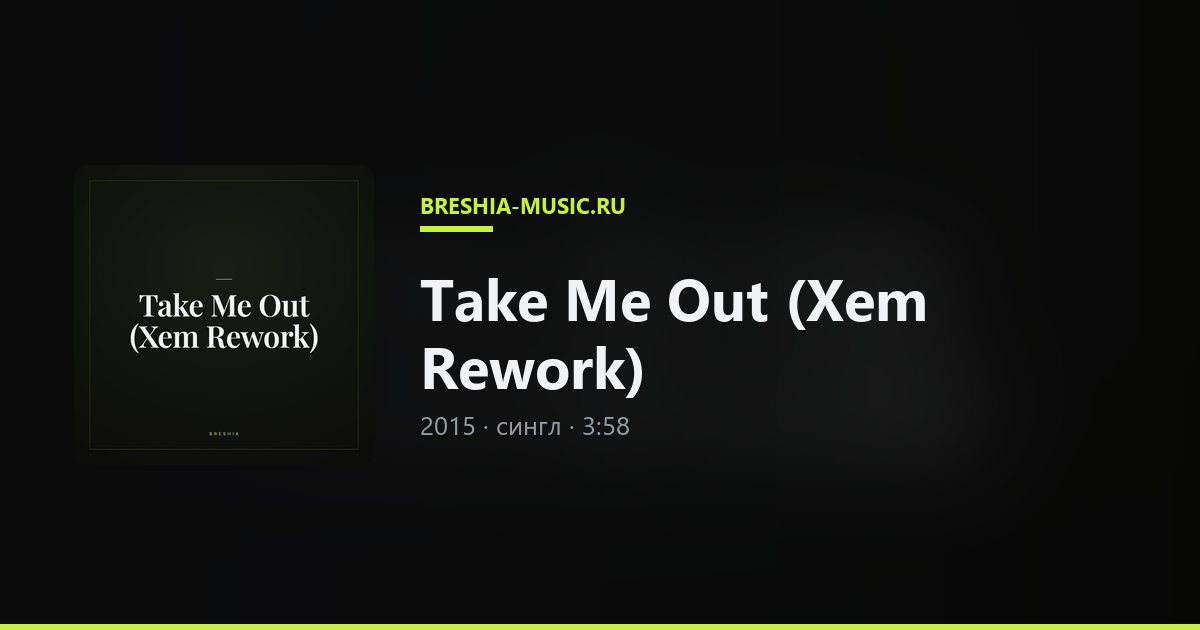 Take Me Out
(Xem Rework)
BRESHIA
BRESHIA-MUSIC.RU
Take Me Out (Xem
Rework)
2015 · сингл · 3:58